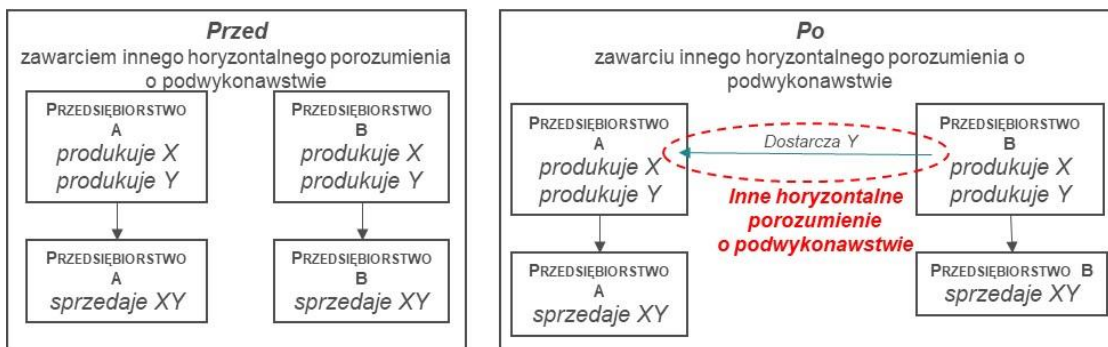 Przed
zawarciem innego horyzontalnego porozumienia
o podwykonawstwie
PRZEDSIĘBIORSTWO
A
produkuje X
produkuje Y
PRZEDSIĘBIORSTWO
B
produkuje X
produkuje Y
PRZEDSIĘBIORSTWO
A
sprzedaje XY
PRZEDSIĘBIORSTWO
B
sprzedaje XY
Po
zawarciu innego horyzontalnego porozumienia o
podwykonawstwie
PRZEDSIĘBIORSTWO
A
produkuje X
produkuje Y
Dostarcza Y
PRZEDSIĘBIORSTWO
B
produkuje X
produkuje Y
Inne horyzontalne
porozumienie
o podwykonawstwie
PRZEDSIĘBIORSTWO
A
sprzedaje XY
PRZEDSIĘBIORSTWO B
sprzedaje XY